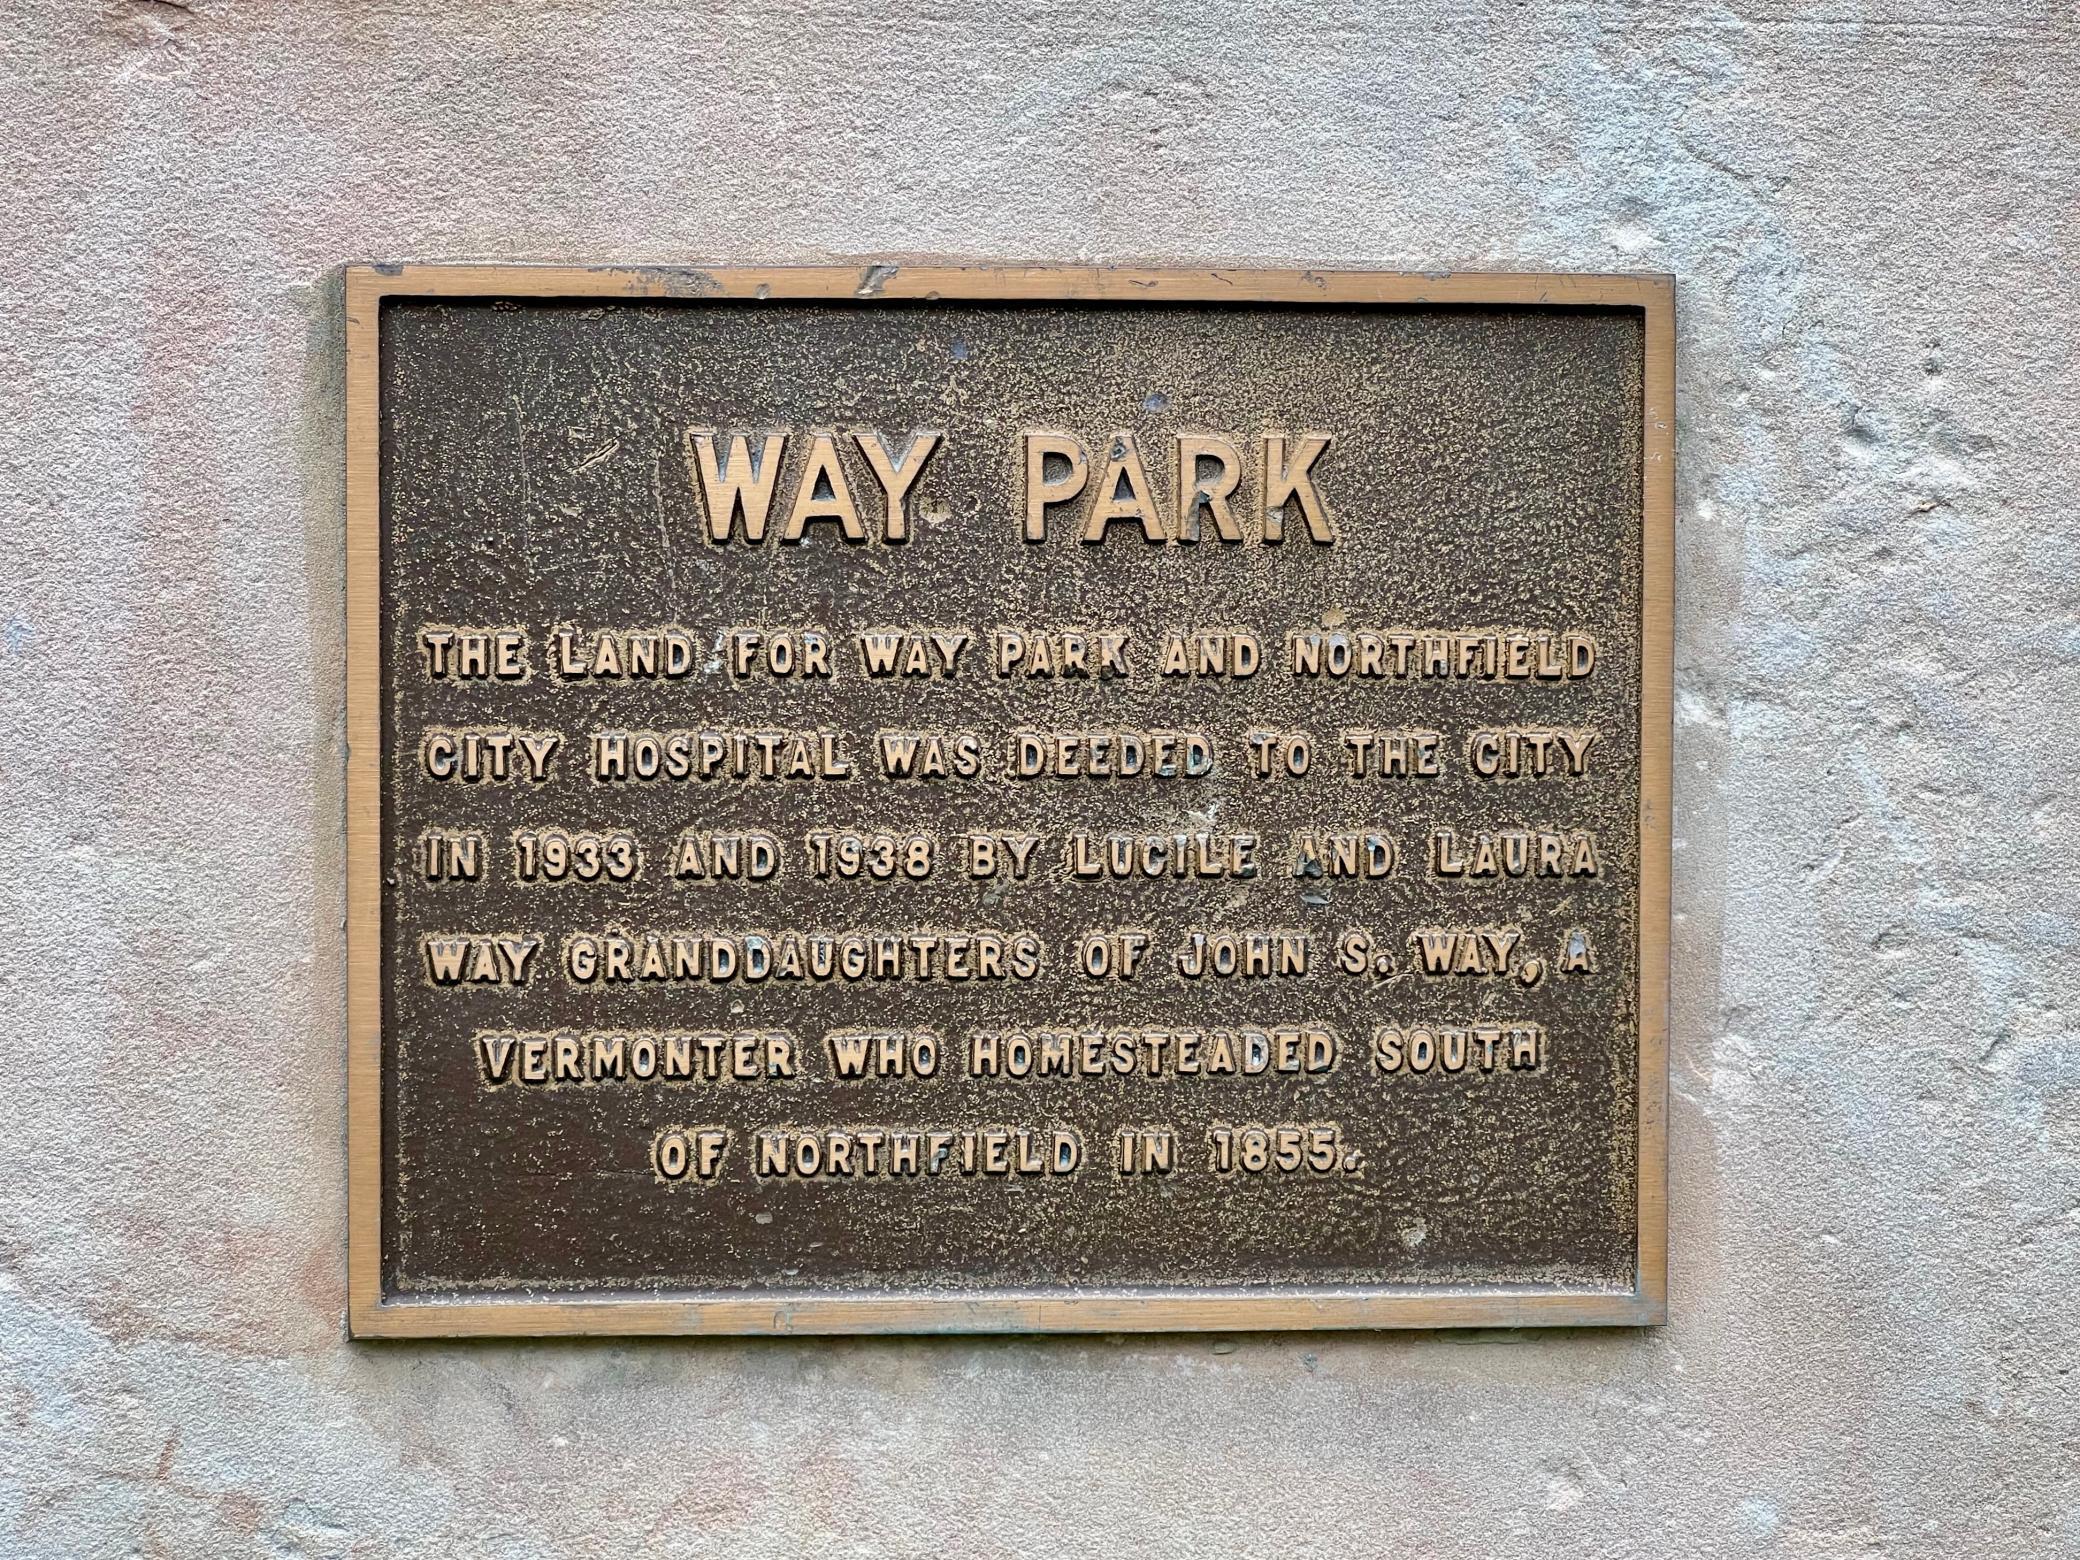 WAY PARK
THE LAND FOR WAY PARK AND NORTHFIELD
CITY HOSPITAL WAS DEEDED TO THE CITY
IN 1933 AND 1938 BY LUCILE AND LAURA
WAY GRANDDAUGHTERS OF JOHN S. WAY, A
VERMONTER WHO HOMESTEADED SOUTH
OF NORTHFIELD IN 1855.